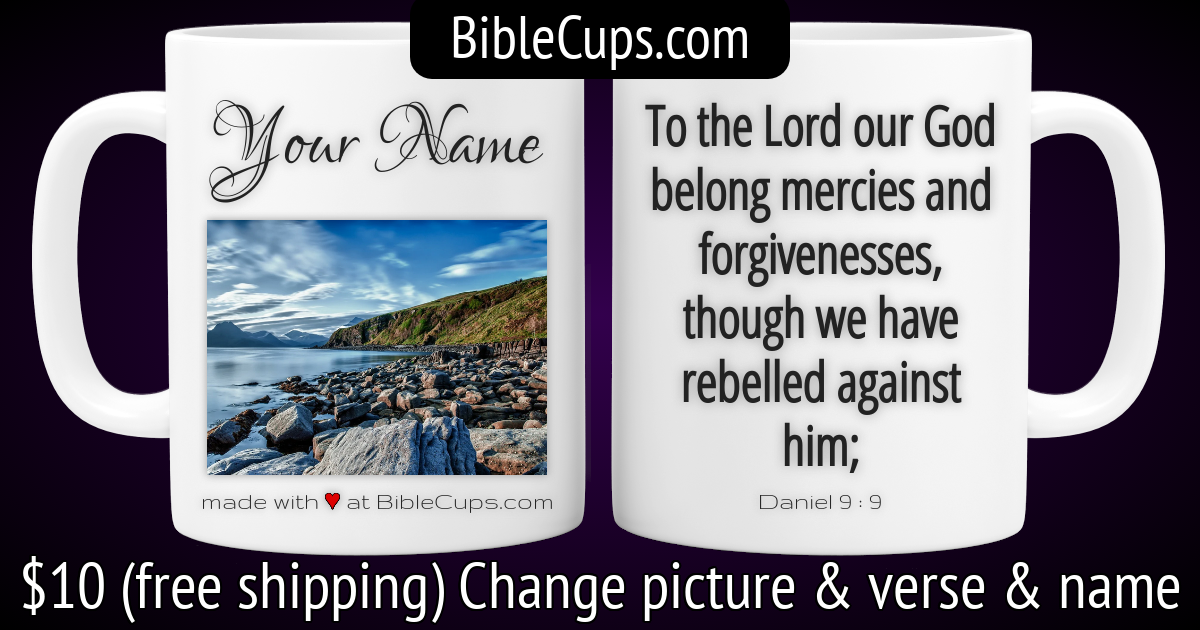 BibleCups.com
Your Name
made with ♥ at BibleCups.com
To the Lord our God
belong mercies and
forgivenesses,
though we have
rebelled against
him;
Daniel 9 : 9
$10 (free shipping) Change picture & verse & name